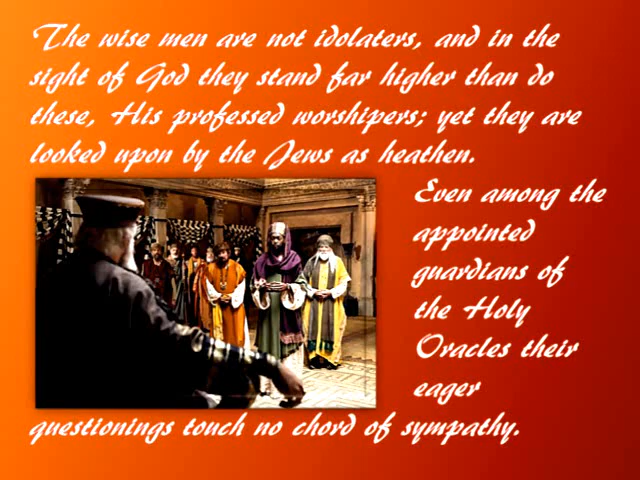 The wise men are not idolaters, and in the
sight of God they stand far higher than do
these, His professed worshipers; yet they are
looked upon by the Jews as heathen.
Even among the
appointed
guardians of
the Holy
Oracles their
eager
questionings touch no chord of sympathy.